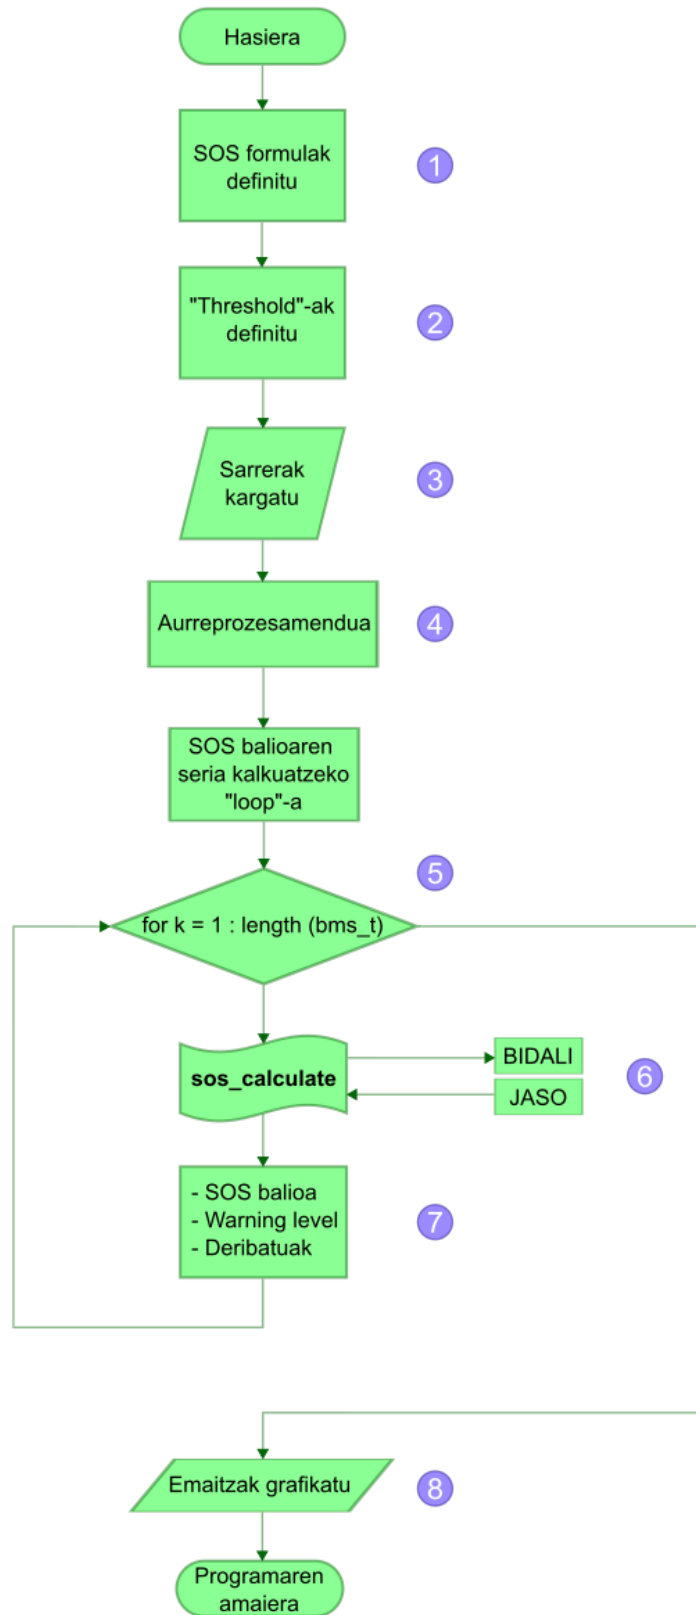 Hasiera
SOS formulak
definitu
1
"Threshold"-ak
definitu
2
Sarrerak
kargatu
3
Aurreprozesamendua
4
SOS balioaren
seria kalkuatzeko
"loop"-a
5
for k = 1 : length (bms_t)
sos_calculate
BIDALI
JASO
6
- SOS balioa
- Warning level
- Deribatuak
7
Emaitzak grafikatu
8
Programaren
amaiera